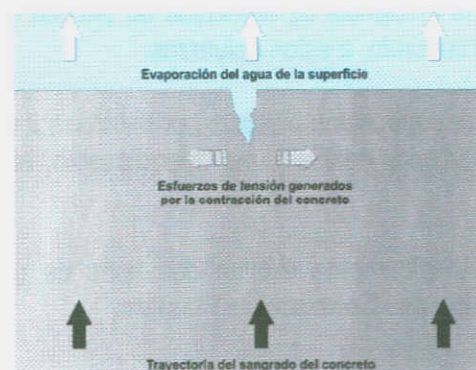 Evaporación del agua de la superficie
Esfuerzos de tensión generados
por la contracción del concreto
Trayectoria del sangrado del concreto